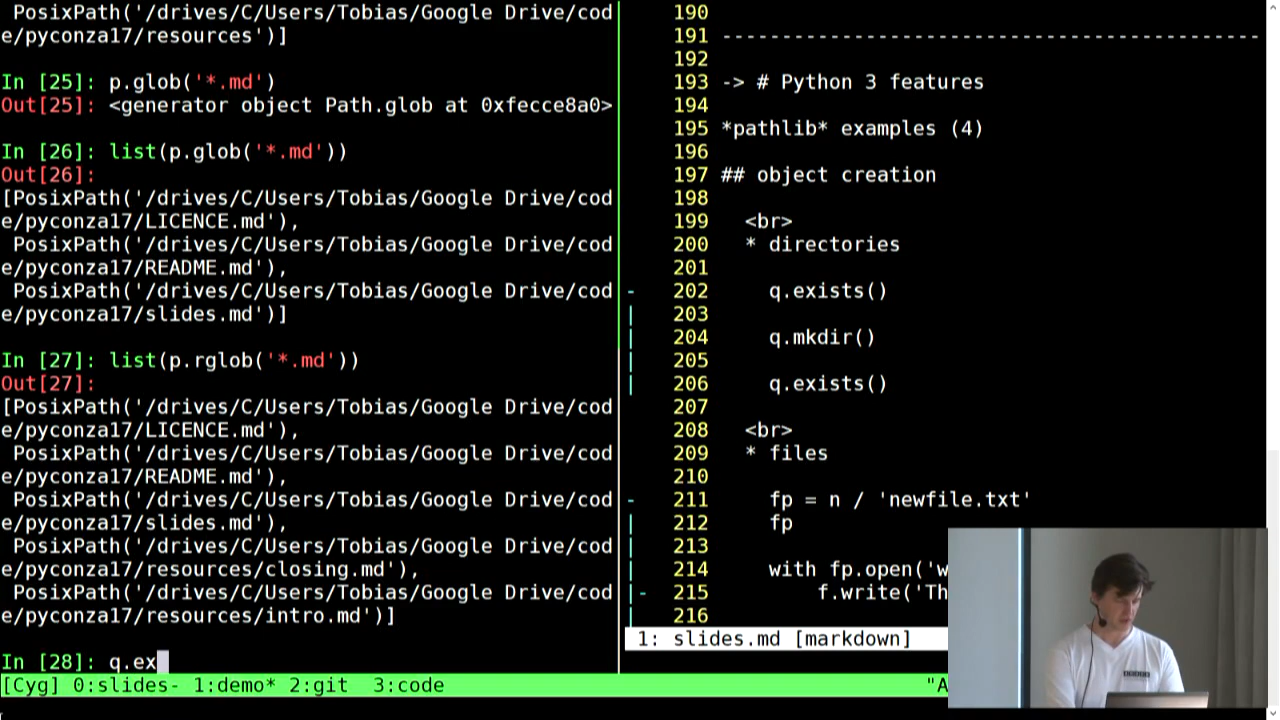 PosixPath('/drives/C/Users/Tobias/Google Drive/cod
e/pyconza17/resources')]
In [25]: p.glob('*.md')
Out[25]: <generator object Path.glob at 0xfecce8a0>
In [26]: list(p.glob('*.md'))
Out[26]:
[PosixPath('/drives/C/Users/Tobias/Google Drive/cod
e/pyconza17/LICENCE.md'),
 PosixPath('/drives/C/Users/Tobias/Google Drive/cod
e/pyconza17/README.md'),
 PosixPath('/drives/C/Users/Tobias/Google Drive/cod
e/pyconza17/slides.md')]
In [27]: list(p.rglob('*.md'))
Out[27]:
[PosixPath('/drives/C/Users/Tobias/Google Drive/cod
e/pyconza17/LICENCE.md'),
 PosixPath('/drives/C/Users/Tobias/Google Drive/cod
e/pyconza17/README.md'),
 PosixPath('/drives/C/Users/Tobias/Google Drive/cod
e/pyconza17/slides.md'),
 PosixPath('/drives/C/Users/Tobias/Google Drive/cod
e/pyconza17/resources/closing.md'),
 PosixPath('/drives/C/Users/Tobias/Google Drive/cod
e/pyconza17/resources/intro.md')]
In [28]: q.ex
190
191 ---------------------------------------------
192
193 -> # Python 3 features
194
195 *pathlib* examples (4)
196
197 ## object creation
198
199   <br>
200   * directories
201
- 202     q.exists()
| 203
| 204     q.mkdir()
| 205
| 206     q.exists()
207
208   <br>
209   * files
210
- 211     fp = n / 'newfile.txt'
| 212     fp
| 213
| 214     with fp.open('w
|- 215         f.write('Th
| 216
1: slides.md [markdown]
[Cyg] 0:slides- 1:demo* 2:git  3:code "A